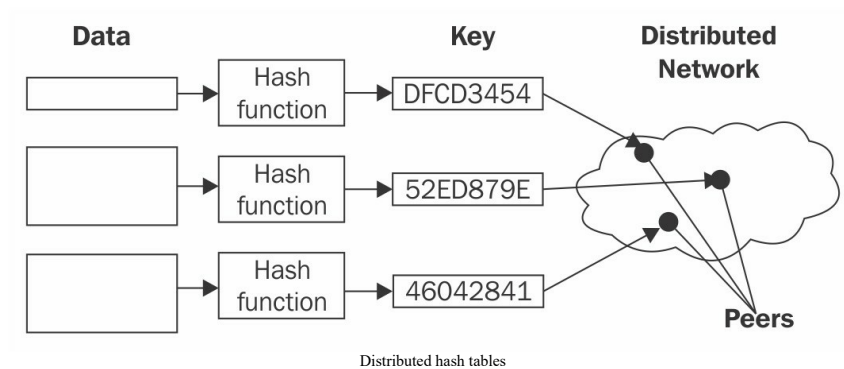 Data
Key
Distributed
Network
Hash
function
DFCD3454
Hash
function
52ED879E
Hash
function
46042841
Peers
Distributed hash tables